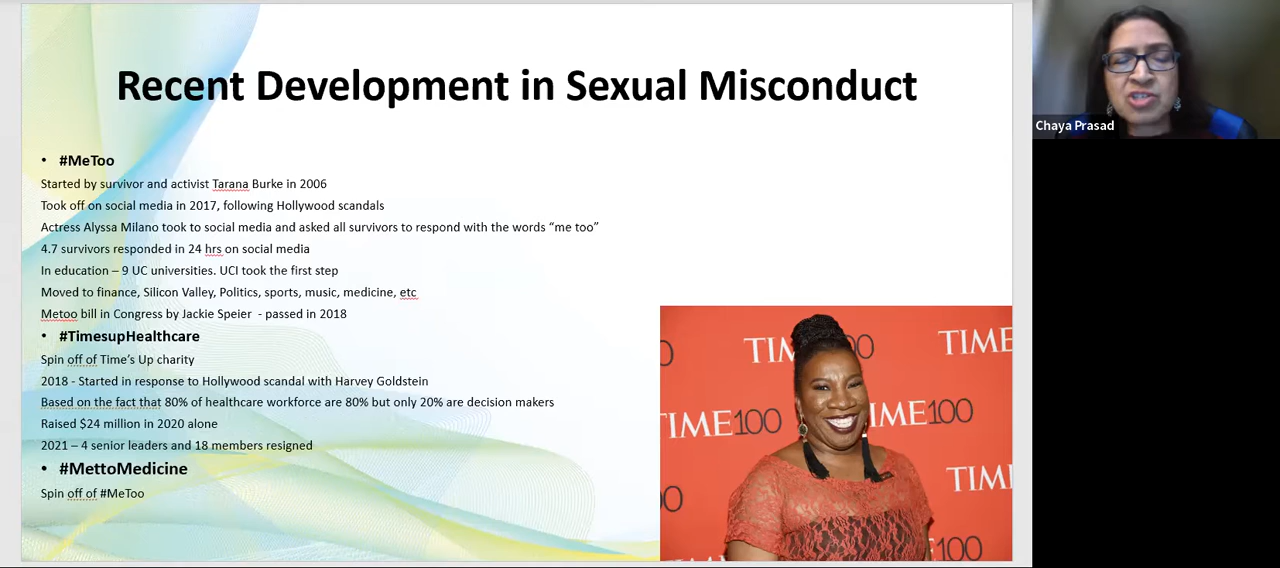 Recent Development in Sexual Misconduct
Chaya Prasad
• #MeToo
Started by survivor and activist Tarana Burke in 2006
Took off on social media in 2017, following Hollywood scandals
Actress Alyssa Milano took to social media and asked all survivors to respond with the words “me too”
4.7 survivors responded in 24 hrs on social media
In education – 9 UC universities. UCI took the first step
Moved to finance, Silicon Valley, Politics, sports, music, medicine, etc
Metoo bill in Congress by Jackie Speier - passed in 2018
• #TimesupHealthcare
Spin off of Time’s Up charity
2018 - Started in response to Hollywood scandal with Harvey Goldstein
Based on the fact that 80% of healthcare workforce are 80% but only 20% are decision makers
Raised $24 million in 2020 alone
2021 – 4 senior leaders and 18 members resigned
• #MettoMedicine
Spin off of #MeToo
0 TIM 00 TIME
TIME100 IME100
00 TIM
E100